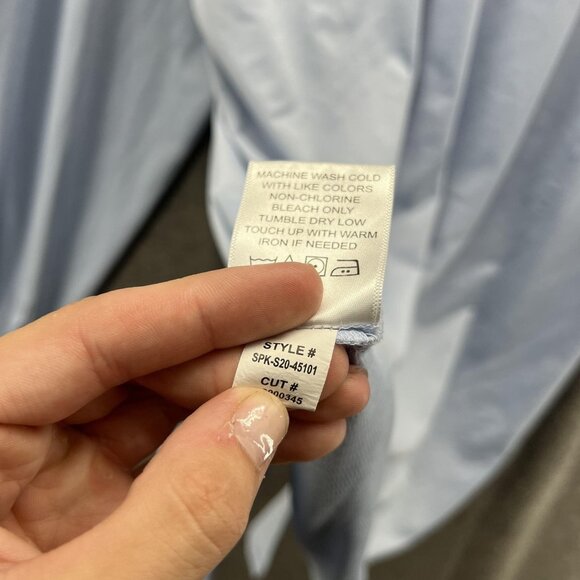 MACHINE WASH COLD
WITH LIKE COLORS
NON-CHLORINE
BLEACH ONLY
TUMBLE DRY LOW
TOUCH UP WITH WARM
IRON IF NEEDED
STYLE #
SPK-S20-45101
CUT #